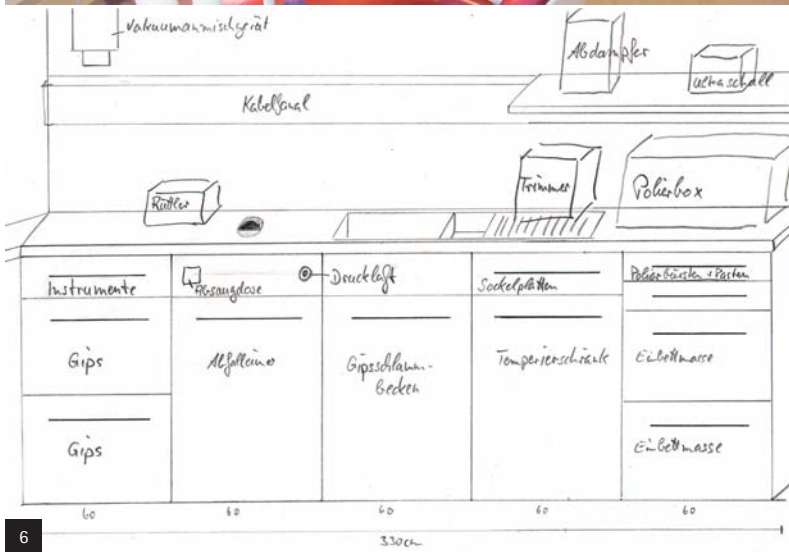 Vakuumanmischgerät
Abdampfer
Ultraschall
Kabelkanal
Rüttler
Trimmer
Polierbox
Instrumente
Absaugdose
Druckluft
Sockelplatten
Polierbürsten + Pasten
Gips
Abfalleimer
Gipsschlamm-
becken
Temperierschrank
Einbettmasse
Gips
Einbettmasse
60
60
60
60
60
330cm
6